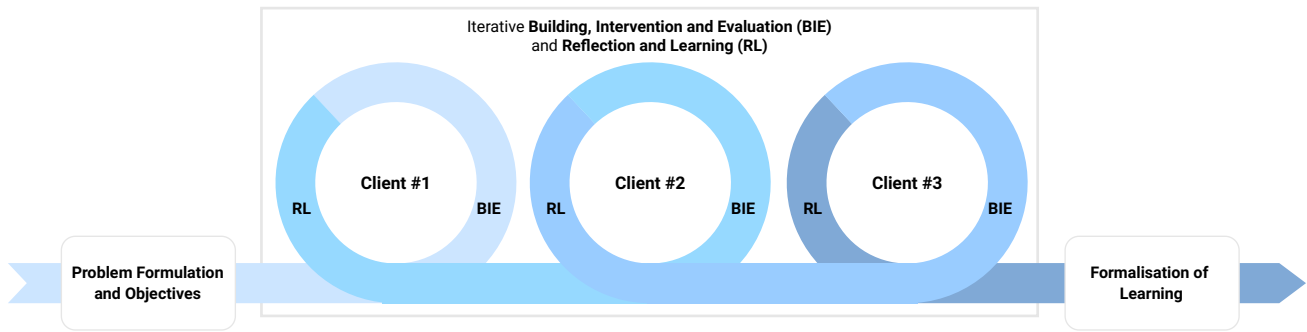 Iterative Building, Intervention and Evaluation (BIE)
and Reflection and Learning (RL)
Client #1
RL
BIE
Client #2
RL
BIE
Client #3
RL
BIE
Problem Formulation
and Objectives
Formalisation of
Learning